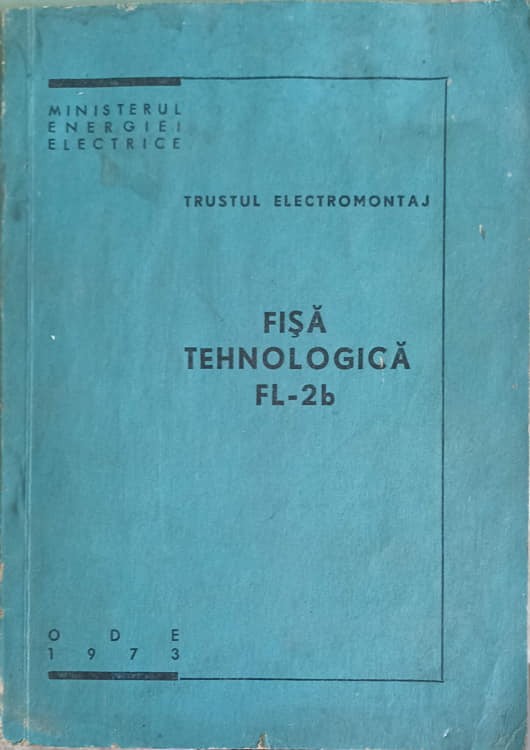 MINISTERUL
ENERGIEI
ELECTRICE
TRUSTUL ELECTROMONTAJ
FIŞĂ
TEHNOLOGICĂ
FL-2b
O D E
1 9 7 3